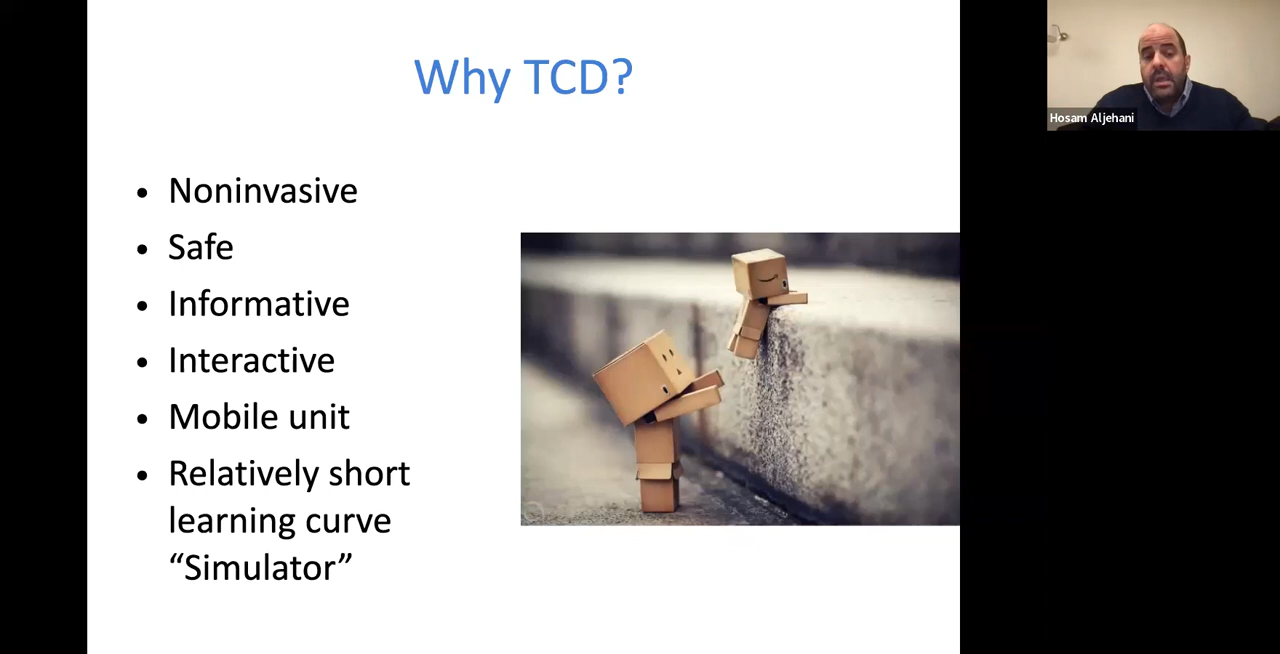 Why TCD?
Hosam Aljehani
• Noninvasive
• Safe
• Informative
• Interactive
• Mobile unit
• Relatively short
learning curve
“Simulator”